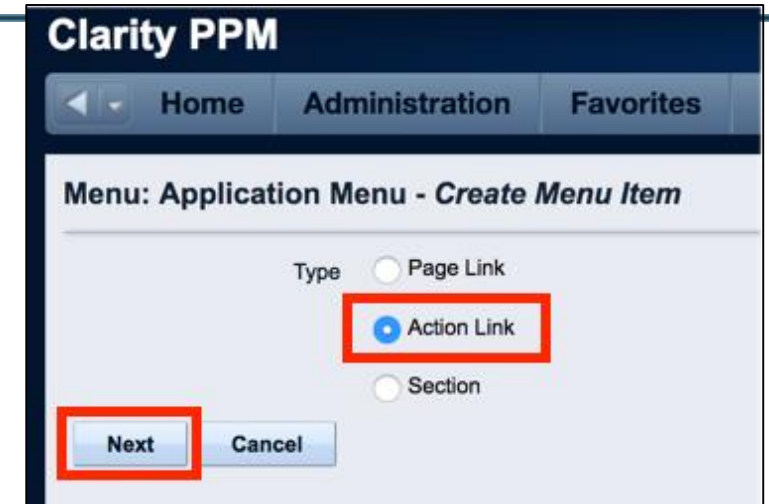 Clarity PPM
Home Administration Favorites
Menu: Application Menu - Create Menu Item
Type Page Link
Action Link
Section
Next Cancel